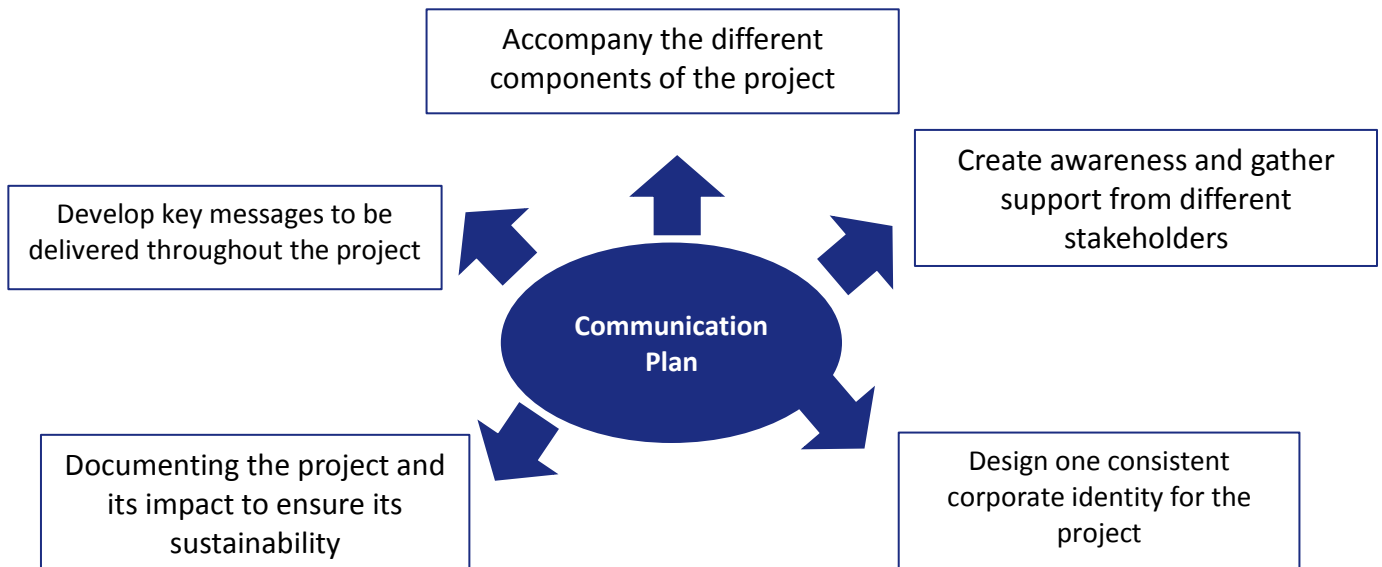 Accompany the different
components of the project
Create awareness and gather
support from different
stakeholders
Develop key messages to be
delivered throughout the project
Communication
Plan
Documenting the project and
its impact to ensure its
sustainability
Design one consistent
corporate identity for the
project